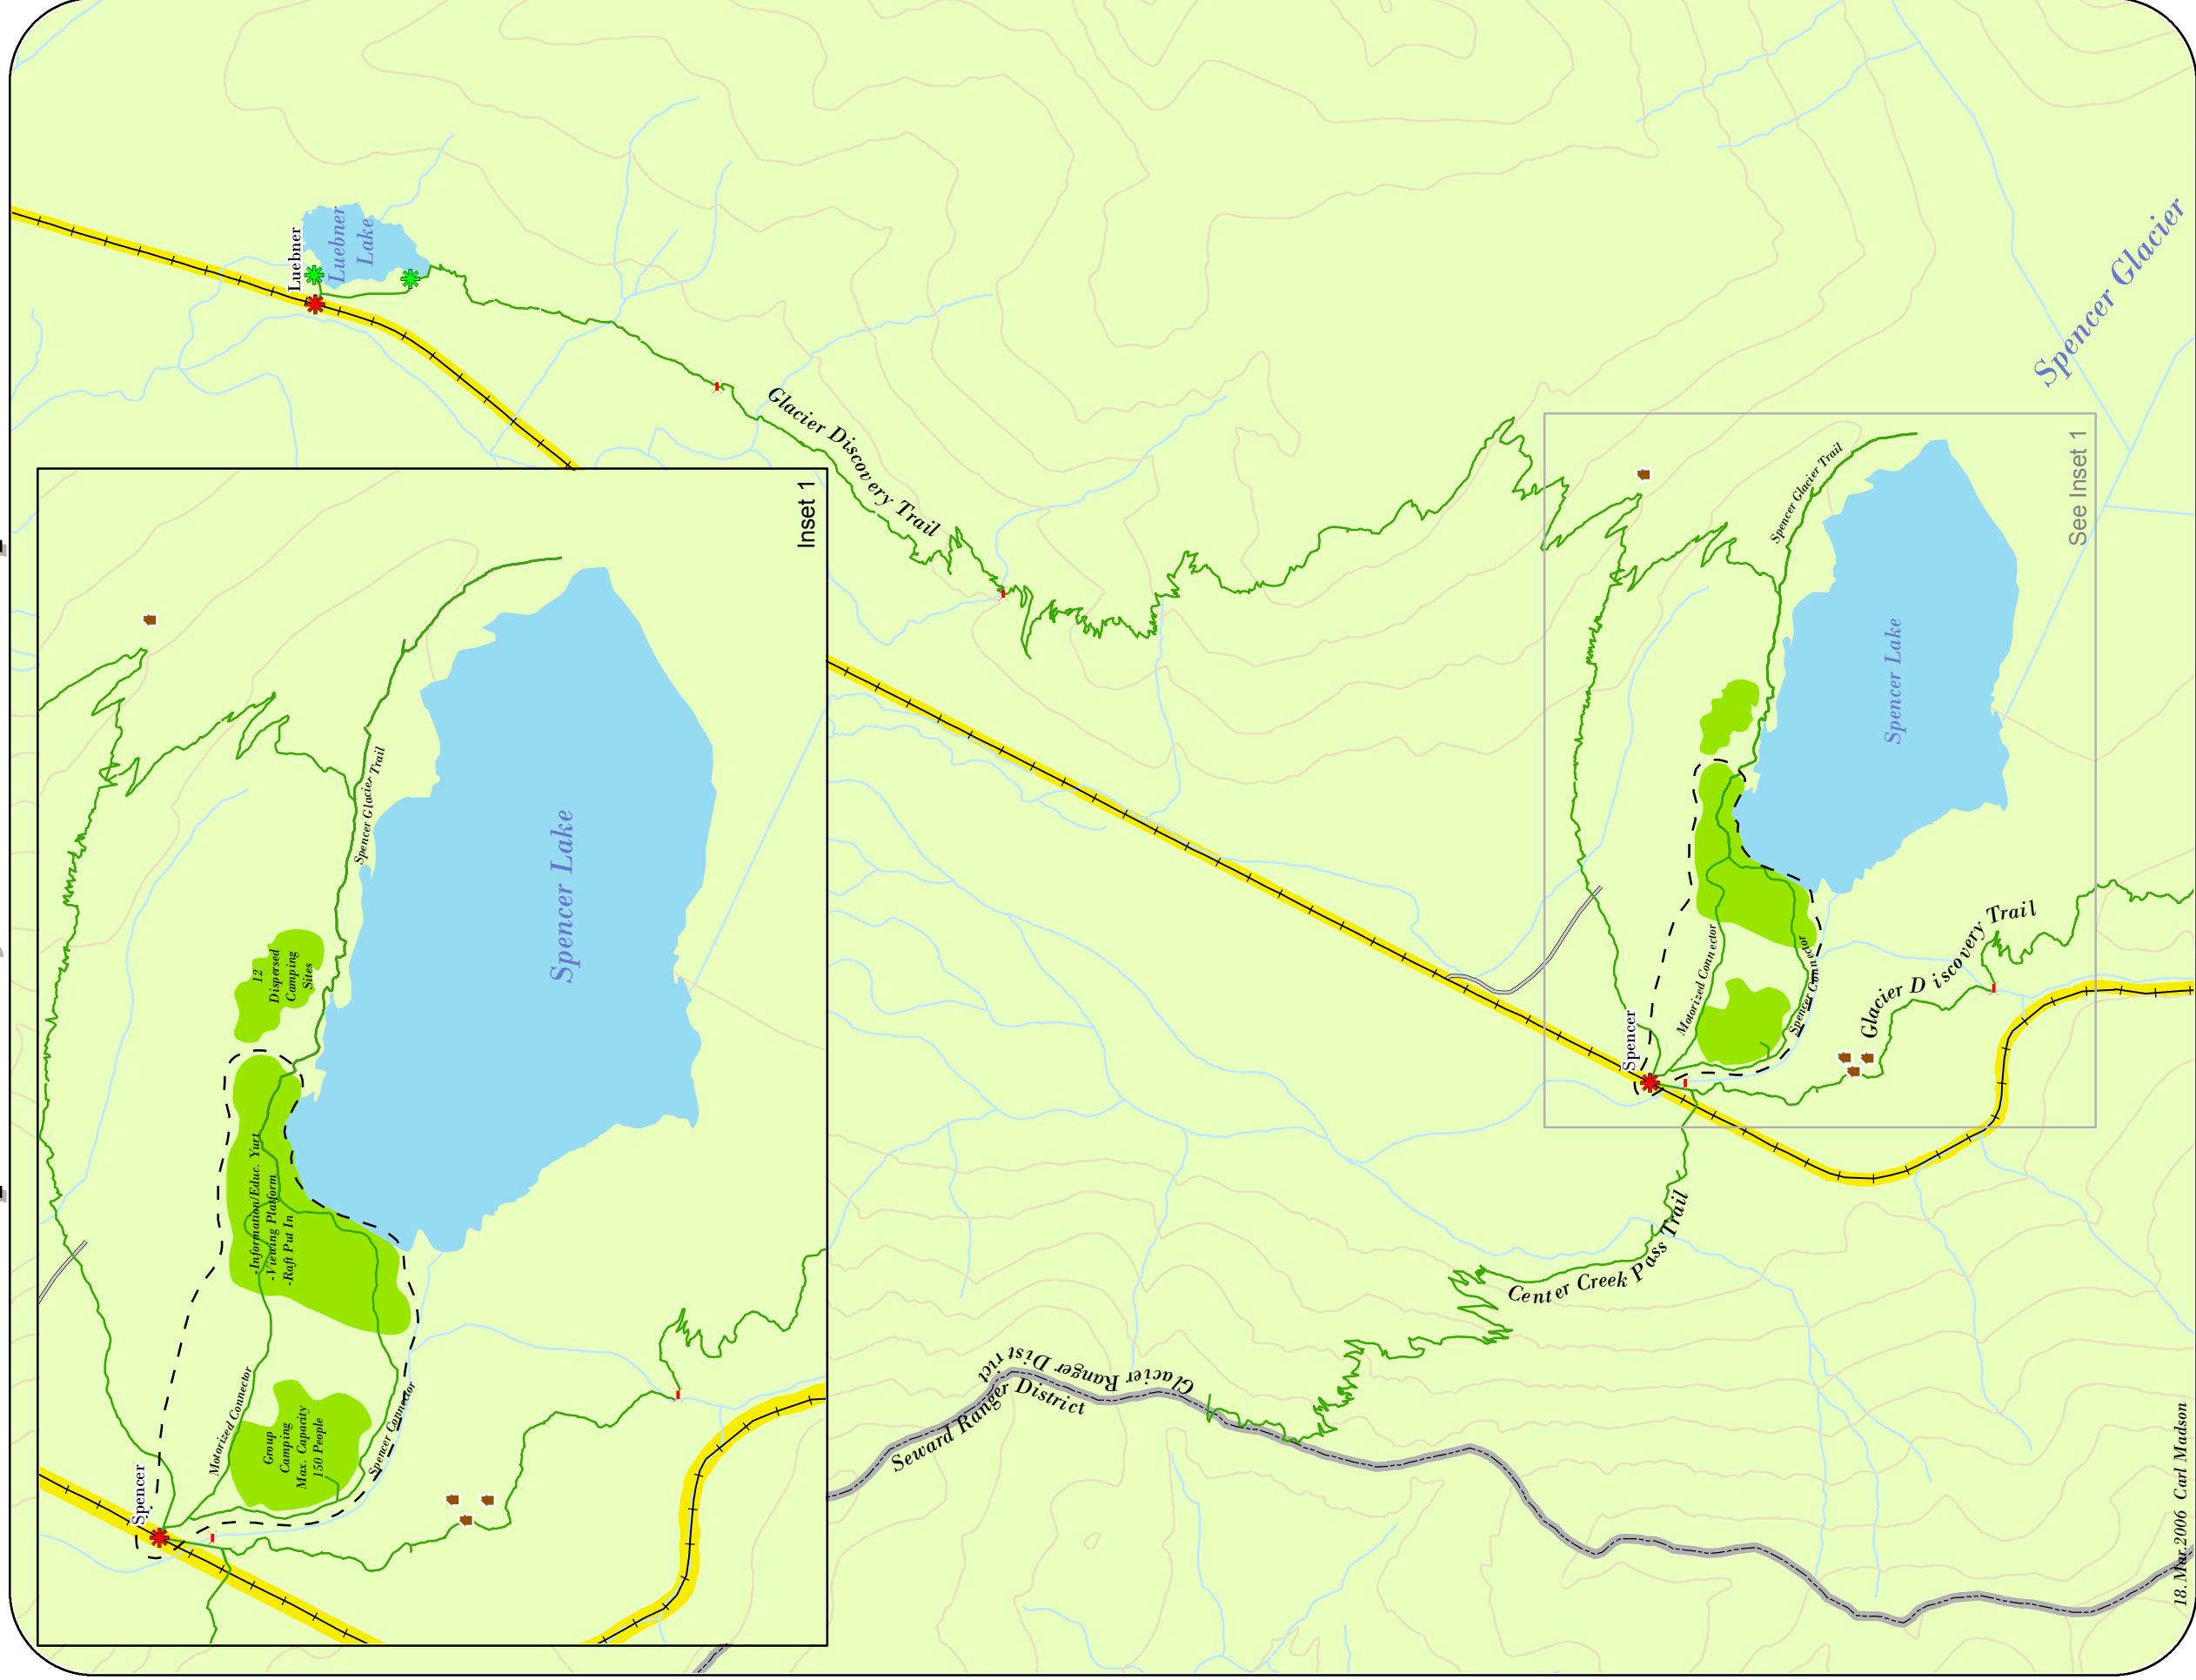 Luebner
Luebner
Lake
Glacier Discovery Trail
Spencer Glacier
See Inset 1
Spencer Glacier Trail
Spencer Lake
Spencer
Motorized Connector
Spencer Connector
Glacier Discovery Trail
Center Creek Pass Trail
Glacier Ranger District
Seward Ranger District
18.Mar.2006 Carl Madson
Inset 1
Spencer Glacier Trail
Spencer Lake
12
Dispersed
Camping
Sites
-Information/Educ. Yurt
-Viewing Platform
-Raft Put In
Motorized Connector
Spencer Connector
Group
Camping
Max. Capacity
150 People
Spencer